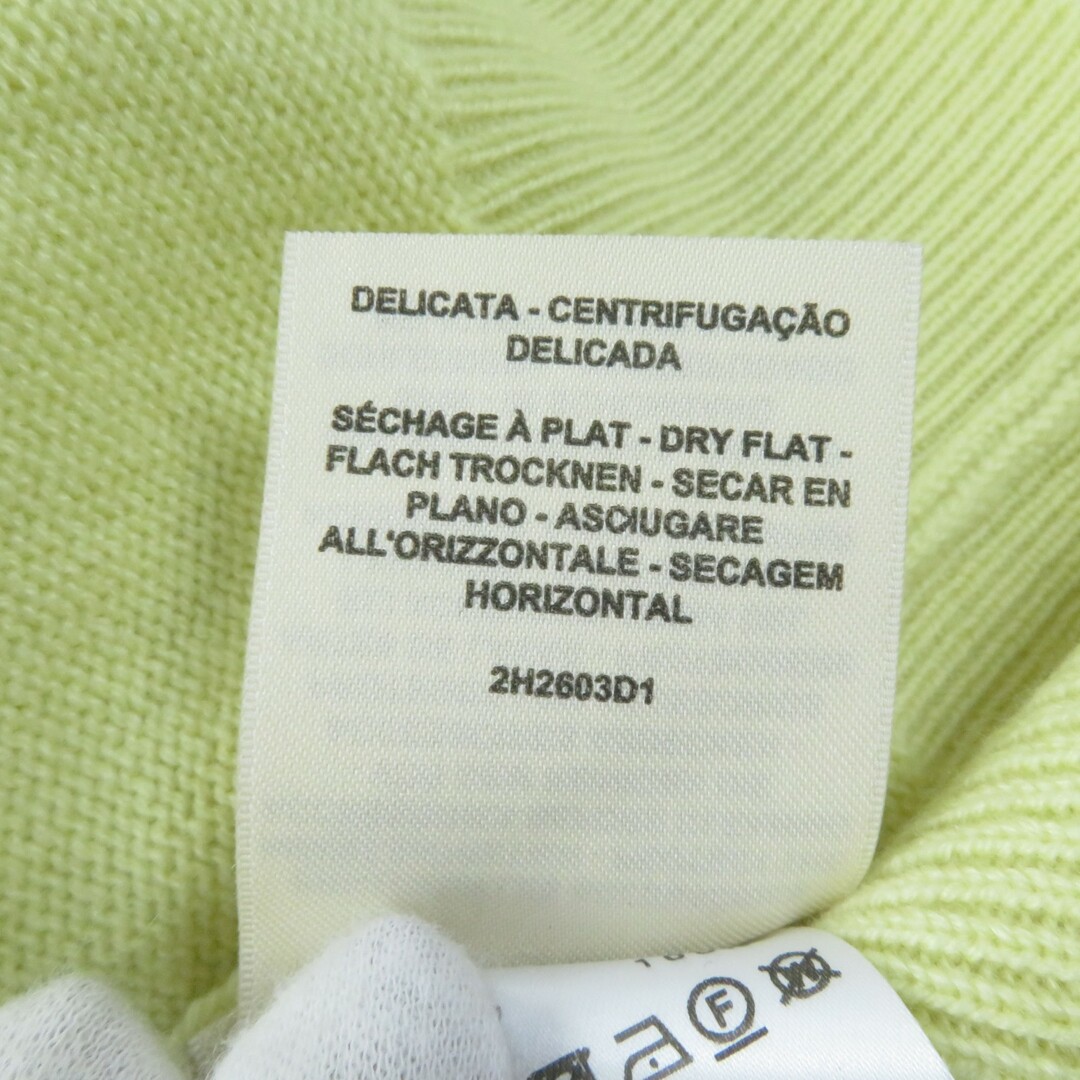 DELICATA - CENTRIFUGAÇÃO
DELICADA
SÉCHAGE À PLAT - DRY FLAT -
FLACH TROCKNEN - SECAR EN
PLANO - ASCIUGARE
ALL'ORIZZONTALE - SECAGEM
HORIZONTAL
2H2603D1
F
W